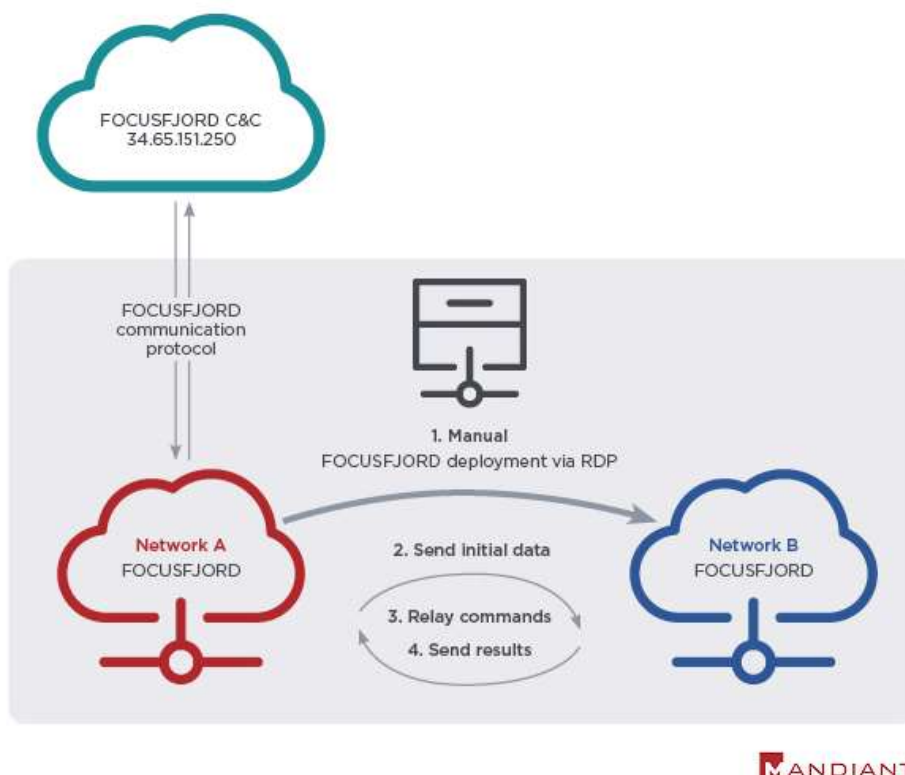 FOCUSFJORD C&C
34.65.151.250
FOCUSFJORD
communication
protocol
1. Manual
FOCUSFJORD deployment via RDP
Network A
FOCUSFJORD
2. Send initial data
Network B
FOCUSFJORD
3. Relay commands
4. Send results
MANDIANT